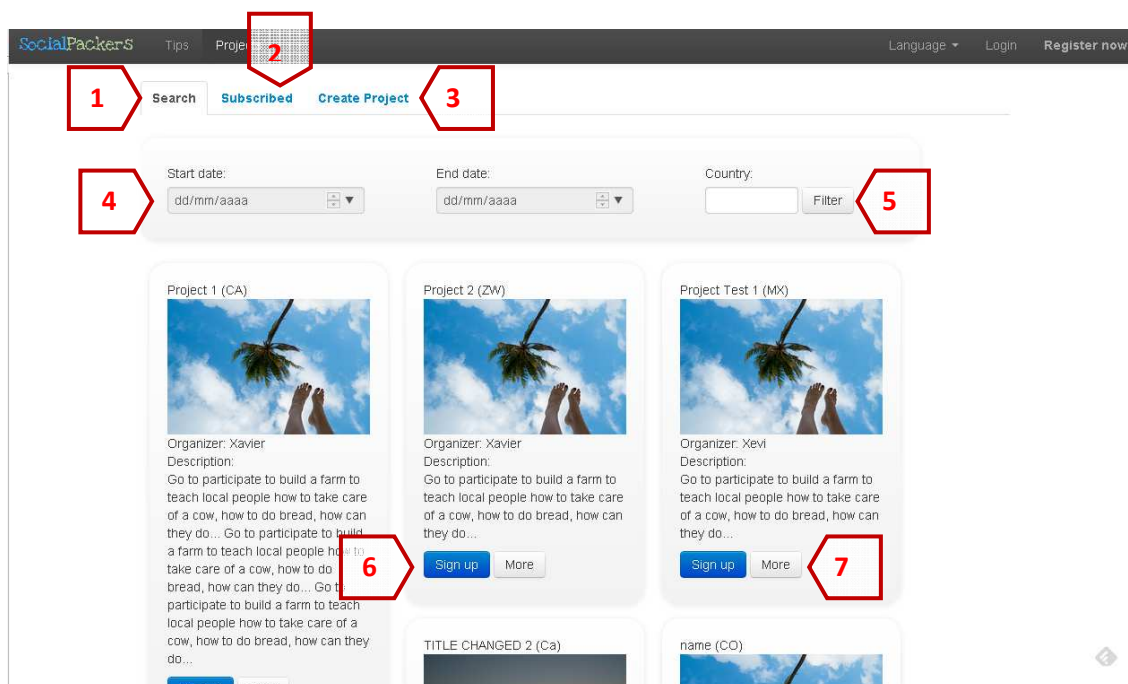 SocialPackers Tips Projec Language Login Register now
2
1 Search Subscribed Create Project 3
Start date: End date: Country:
4 dd/mm/aaaa dd/mm/aaaa Filter 5
Project 1 (CA)
Organizer: Xavier
Description:
Go to participate to build a farm to
teach local people how to take care
of a cow, how to do bread, how can
they do... Go to participate to build
a farm to teach local people how to
take care of a cow, how to do
bread, how can they do... Go to
participate to build a farm to teach
local people how to take care of a
cow, how to do bread, how can they
do...
Project 2 (ZW)
Organizer: Xavier
Description:
Go to participate to build a farm to
teach local people how to take care
of a cow, how to do bread, how can
they do...
6 Sign up More
Project Test 1 (MX)
Organizer: Xevi
Description:
Go to participate to build a farm to
teach local people how to take care
of a cow, how to do bread, how can
they do...
Sign up More 7
TITLE CHANGED 2 (Ca)
name (CO)